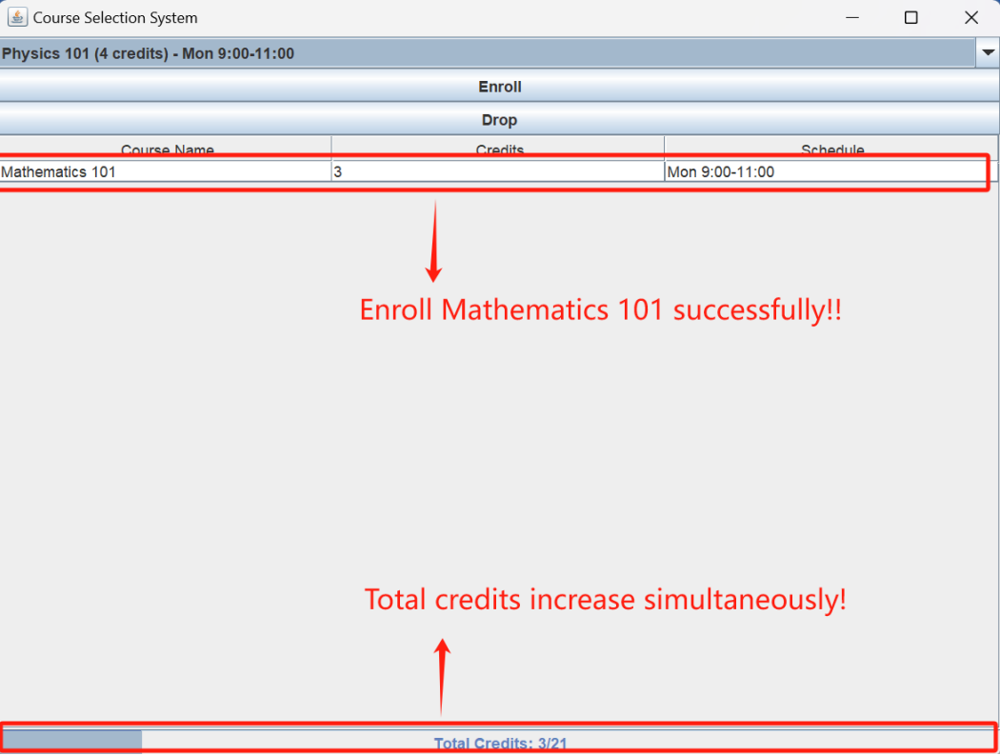 Course Selection System
Physics 101 (4 credits) - Mon 9:00-11:00
Enroll
Drop
Course Name Credits Schedule
Mathematics 101 3 Mon 9:00-11:00
Enroll Mathematics 101 successfully!!
Total credits increase simultaneously!
Total Credits: 3/21